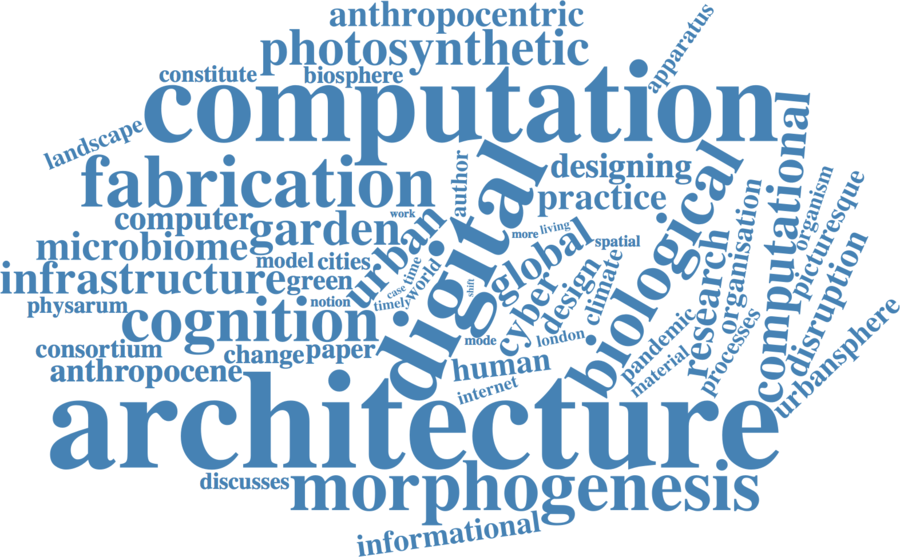 anthropocentric
photosynthetic
apparatus
constitute
biosphere
computation
landscape
fabrication
author
designing
practice
digital
biological
computational
computer
garden
work
urban
microbiome
model
cities
infrastructure
green
case
time
timely
world
notion
physarum
cognition
shift
global
more
living
spatial
cyber
design
climate
research
organisation
organism
picturesque
disruption
urbansphere
consortium
change
paper
mode
london
pandemic
material
processes
anthropocene
human
internet
architecture
discusses
morphogenesis
informational